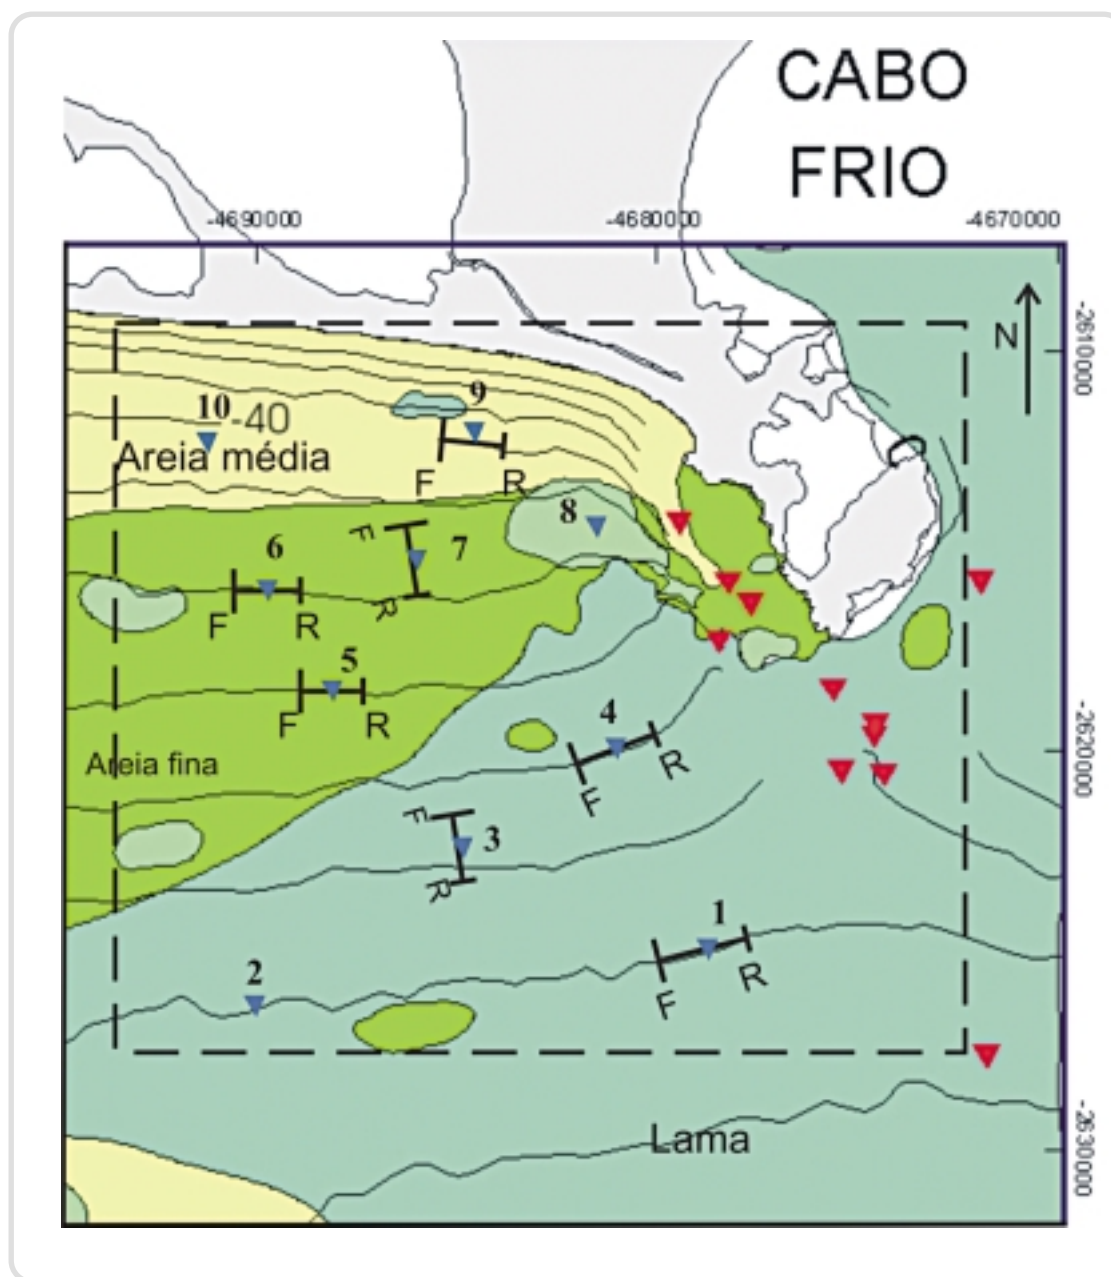 CABO
FRIO
-4690000
-4680000
-4670000
-2610000
N
10
-40
9
Areia média
F
R
8
6
F
7
R
F
R
5
F
R
4
R
F
Areia fina
F
3
R
1
R
F
2
-2620000
Lama
-2630000